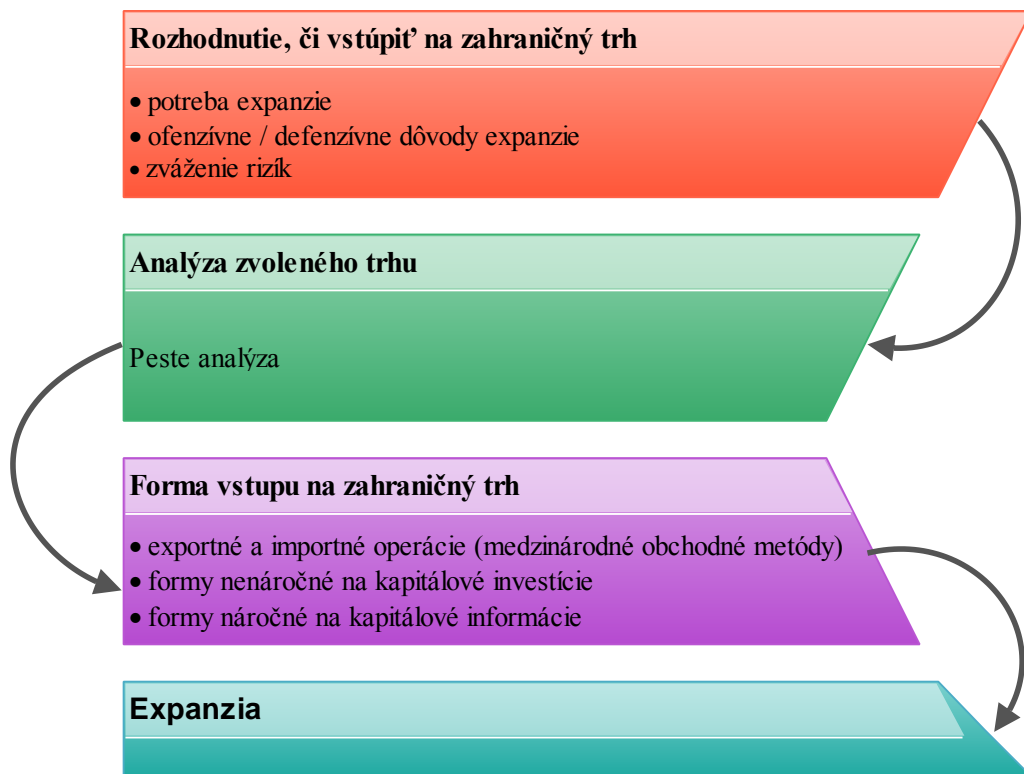 Rozhodnutie, či vstúpiť na zahraničný trh
• potreba expanzie
• ofenzívne / defenzívne dôvody expanzie
• zváženie rizík
Analýza zvoleného trhu
Peste analýza
Forma vstupu na zahraničný trh
• exportné a importné operácie (medzinárodné obchodné metódy)
• formy nenáročné na kapitálové investície
• formy náročné na kapitálové informácie
Expanzia